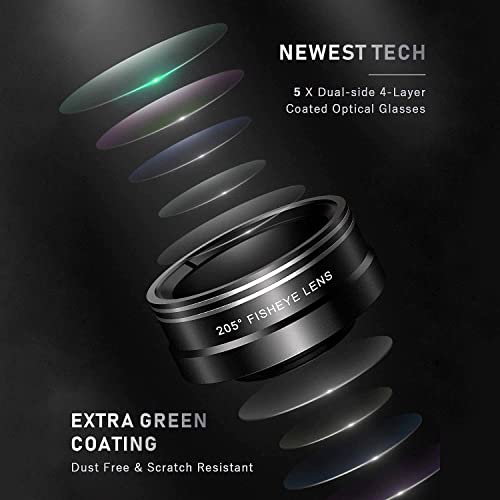 NEWEST TECH
5 X Dual-side 4-Layer
Coated Optical Glasses
205° FISHEYE LENS
EXTRA GREEN
COATING
Dust Free & Scratch Resistant